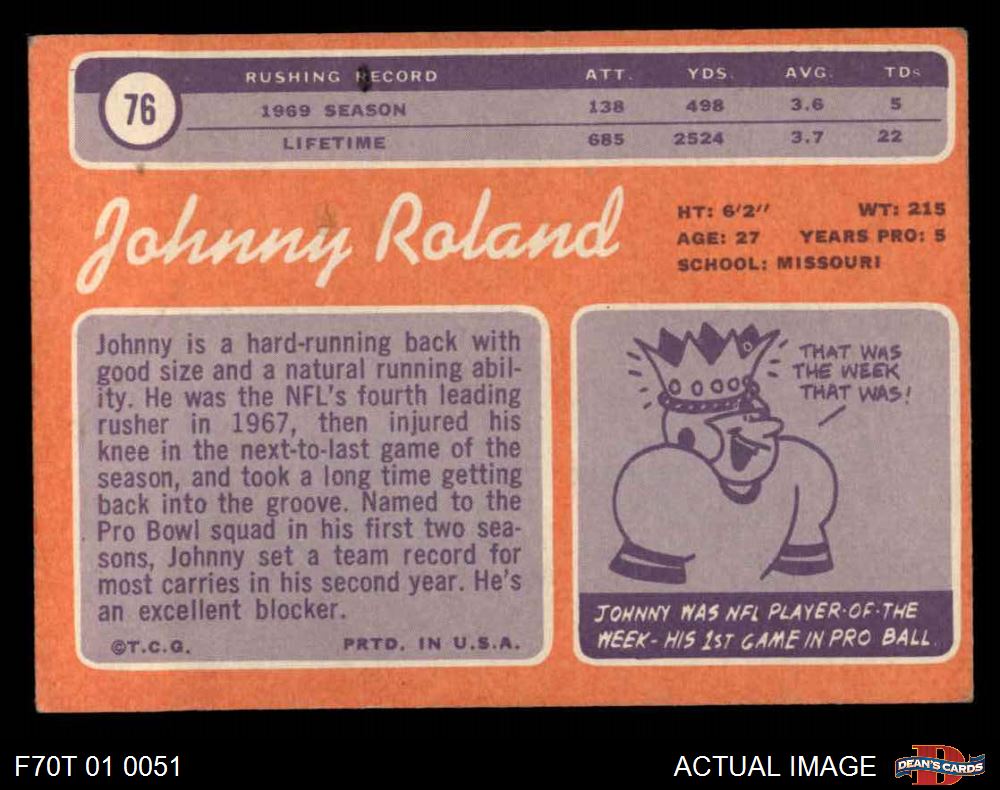 76
RUSHING RECORD ATT. YDS. AVG. TDs
1969 SEASON 138 498 3.6 5
LIFETIME 685 2524 3.7 22
Johnny Roland
HT: 6'2'' WT: 215
AGE: 27 YEARS PRO: 5
SCHOOL: MISSOURI
Johnny is a hard-running back with
good size and a natural running abil-
ity. He was the NFL's fourth leading
rusher in 1967, then injured his
knee in the next-to-last game of the
season, and took a long time getting
back into the groove. Named to the
Pro Bowl squad in his first two sea-
sons, Johnny set a team record for
most carries in his second year. He's
an excellent blocker.
©T.C.G. PRTD. IN U.S.A.
THAT WAS
THE WEEK
THAT WAS!
JOHNNY WAS NFL PLAYER-OF-THE
WEEK - HIS 1ST GAME IN PRO BALL.
F70T 01 0051
ACTUAL IMAGE
DEAN'S CARDS